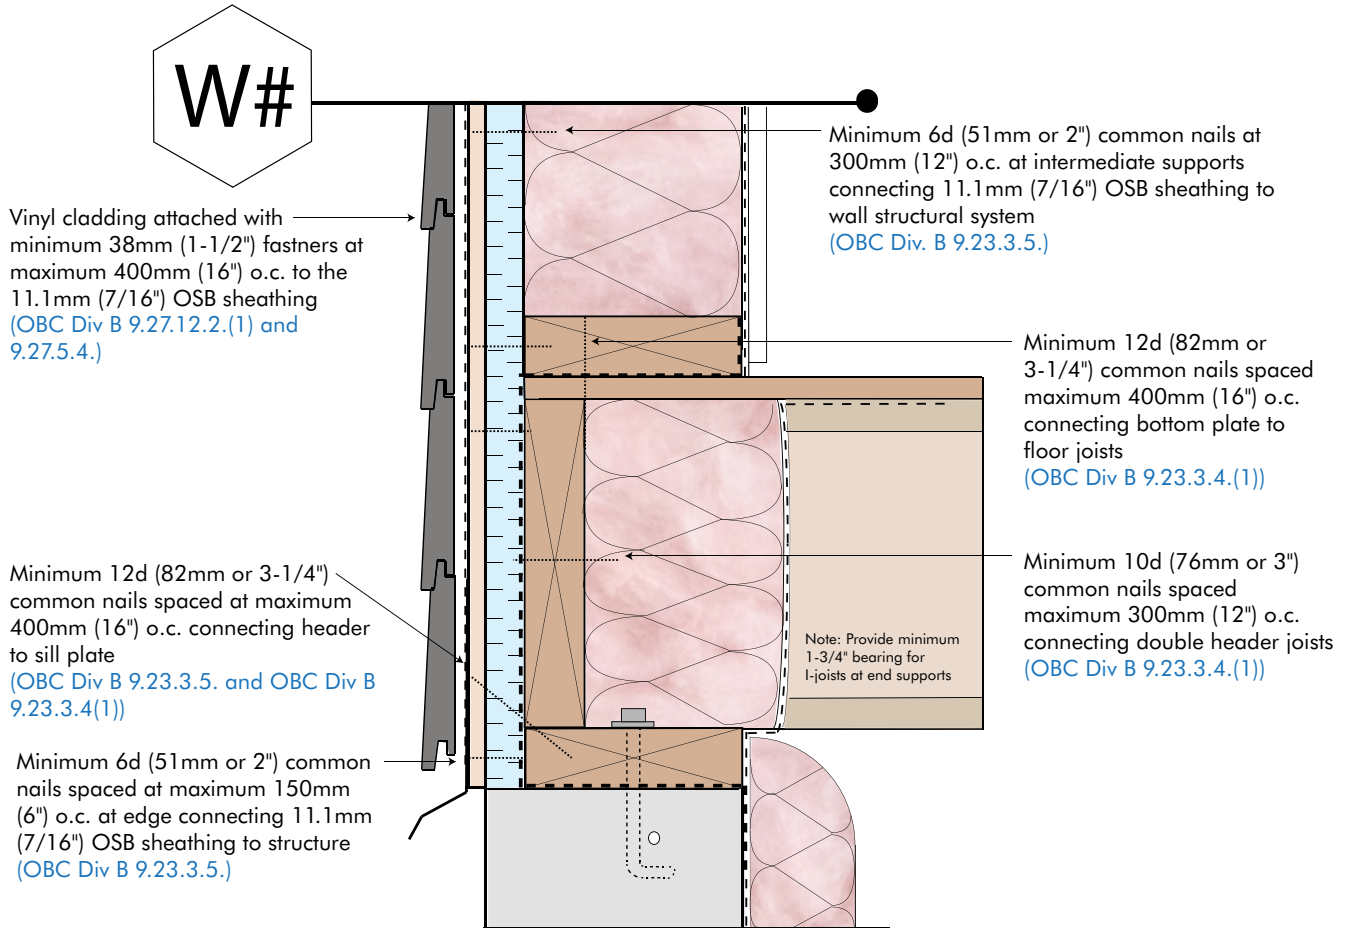 W#
Minimum 6d (51mm or 2") common nails at
300mm (12") o.c. at intermediate supports
connecting 11.1mm (7/16") OSB sheathing to
wall structural system
(OBC Div. B 9.23.3.5.)
Vinyl cladding attached with
minimum 38mm (1-1/2") fastners at
maximum 400mm (16") o.c. to the
11.1mm (7/16") OSB sheathing
(OBC Div B 9.27.12.2.(1) and
9.27.5.4.)
Minimum 12d (82mm or
3-1/4") common nails spaced
maximum 400mm (16") o.c.
connecting bottom plate to
floor joists
(OBC Div B 9.23.3.4.(1))
Minimum 12d (82mm or 3-1/4")
common nails spaced at maximum
400mm (16") o.c. connecting header
to sill plate
(OBC Div B 9.23.3.5. and OBC Div B
9.23.3.4(1))
Minimum 10d (76mm or 3")
common nails spaced
maximum 300mm (12") o.c.
connecting double header joists
(OBC Div B 9.23.3.4.(1))
Note: Provide minimum
1-3/4" bearing for
I-joists at end supports
Minimum 6d (51mm or 2") common
nails spaced at maximum 150mm
(6") o.c. at edge connecting 11.1mm
(7/16") OSB sheathing to structure
(OBC Div B 9.23.3.5.)